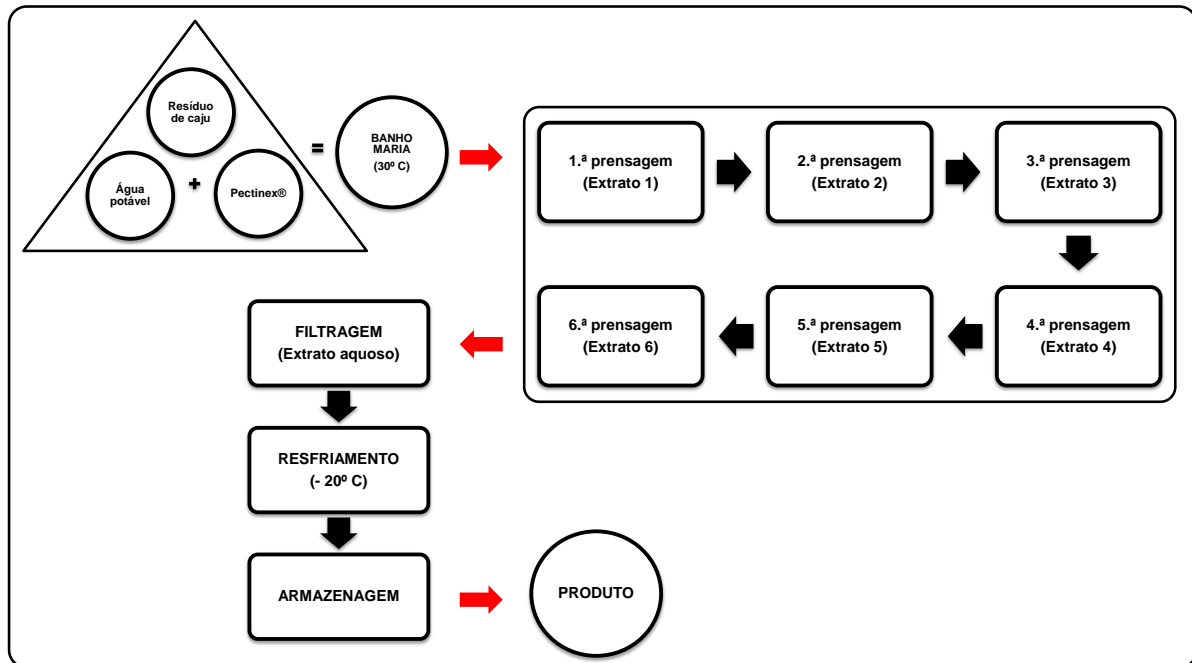 Resíduo
de caju
Água
potável
+
Pectinex®
=
BANHO
MARIA
(30º C)
1.ª prensagem
(Extrato 1)
2.ª prensagem
(Extrato 2)
3.ª prensagem
(Extrato 3)
4.ª prensagem
(Extrato 4)
5.ª prensagem
(Extrato 5)
6.ª prensagem
(Extrato 6)
FILTRAGEM
(Extrato aquoso)
RESFRIAMENTO
(- 20º C)
ARMAZENAGEM
PRODUTO